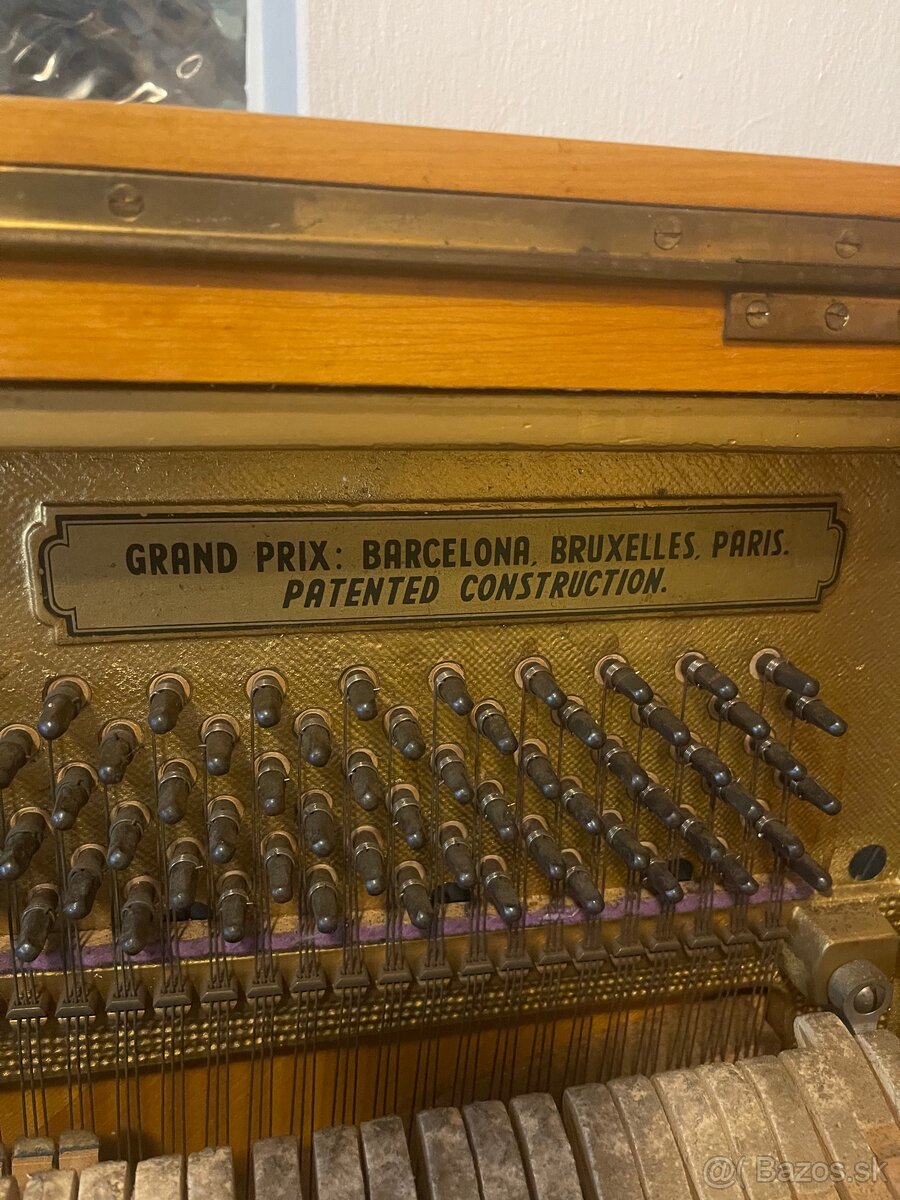 GRAND PRIX: BARCELONA, BRUXELLES, PARIS.
PATENTED CONSTRUCTION.
@ Bazos.sk